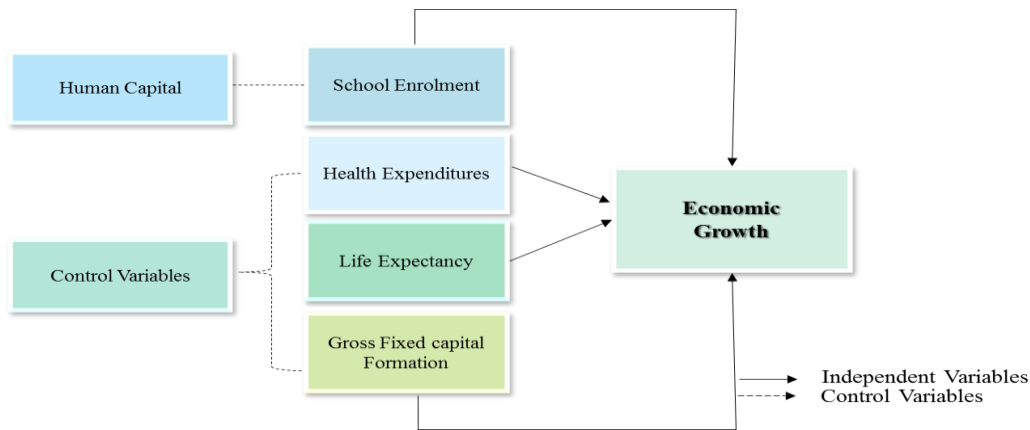 Human Capital
School Enrolment
Health Expenditures
Control Variables
Life Expectancy
Gross Fixed capital
Formation
Economic
Growth
Independent Variables
Control Variables